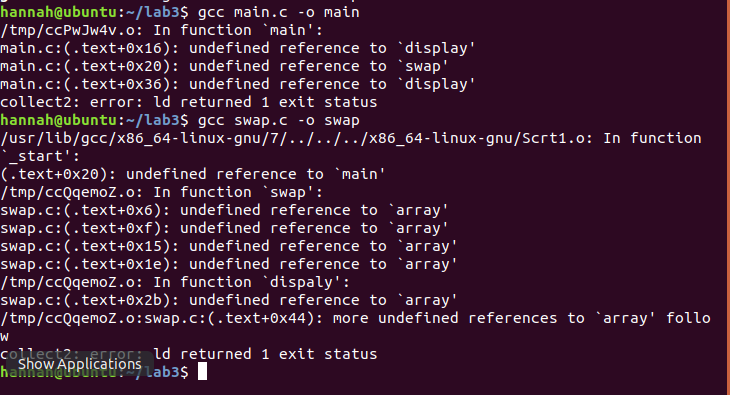 hannah@ubuntu:~/lab3$ gcc main.c -o main
/tmp/ccPwJw4v.o: In function `main':
main.c:(.text+0x16): undefined reference to `display'
main.c:(.text+0x20): undefined reference to `swap'
main.c:(.text+0x36): undefined reference to `display'
collect2: error: ld returned 1 exit status
hannah@ubuntu:~/lab3$ gcc swap.c -o swap
/usr/lib/gcc/x86_64-linux-gnu/7/../../../x86_64-linux-gnu/Scrt1.o: In function
`_start':
(.text+0x20): undefined reference to `main'
/tmp/ccQqemoZ.o: In function `swap':
swap.c:(.text+0x6): undefined reference to `array'
swap.c:(.text+0xf): undefined reference to `array'
swap.c:(.text+0x15): undefined reference to `array'
swap.c:(.text+0x1e): undefined reference to `array'
/tmp/ccQqemoZ.o: In function `dispaly':
swap.c:(.text+0x2b): undefined reference to `array'
/tmp/ccQqemoZ.o:swap.c:(.text+0x44): more undefined references to `array' follo
w
collect2: error: ld returned 1 exit status
Show Applications
hannah@ubuntu:~/lab3$